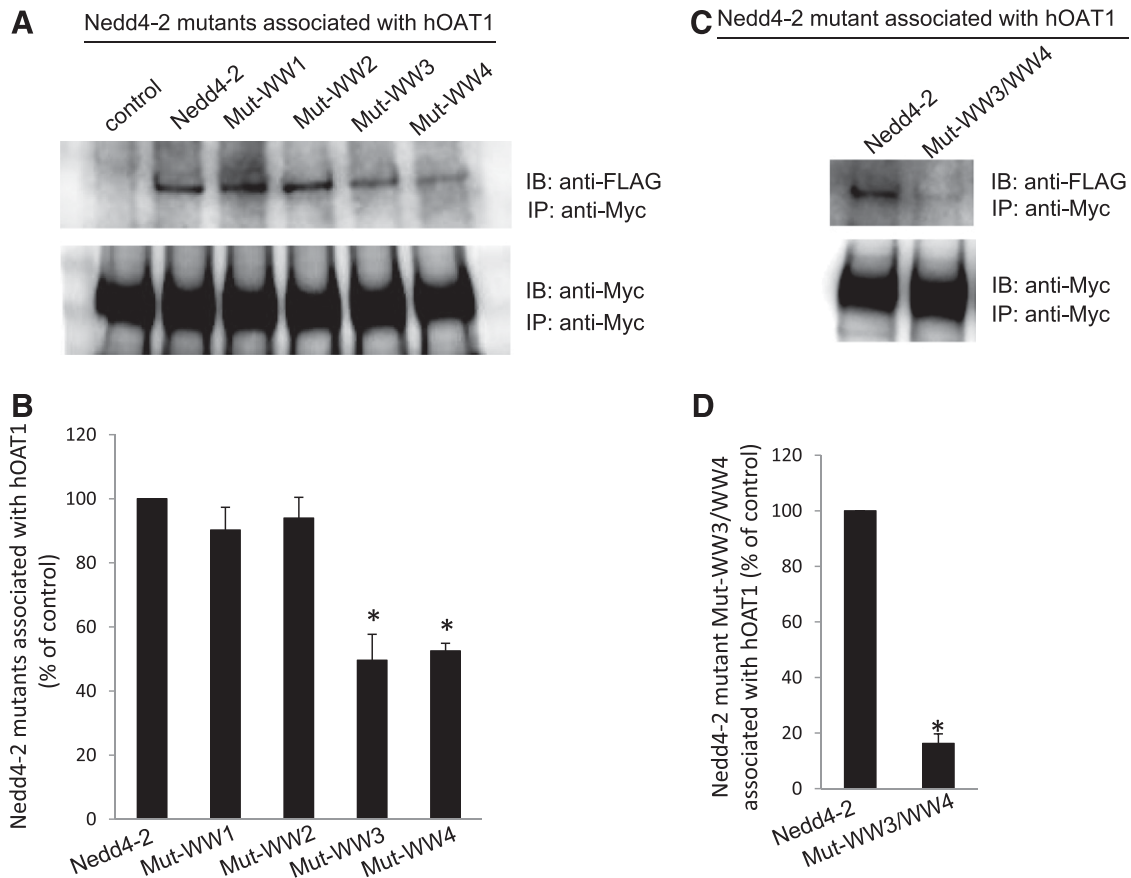 A
Nedd4-2 mutants associated with hOAT1
control
Nedd4-2
Mut-WW1
Mut-WW2
Mut-WW3
Mut-WW4
IB: anti-FLAG
IP: anti-Myc
IB: anti-Myc
IP: anti-Myc
B
Nedd4-2 mutants associated with hOAT1
(% of control)
120
100
80
60
40
20
0
*
*
Nedd4-2
Mut-WW1
Mut-WW2
Mut-WW3
Mut-WW4
C
Nedd4-2 mutant associated with hOAT1
Nedd4-2
Mut-WW3/WW4
IB: anti-FLAG
IP: anti-Myc
IB: anti-Myc
IP: anti-Myc
D
Nedd4-2 mutant Mut-WW3/WW4
associated with hOAT1 (% of control)
120
100
80
60
40
20
0
*
Nedd4-2
Mut-WW3/WW4